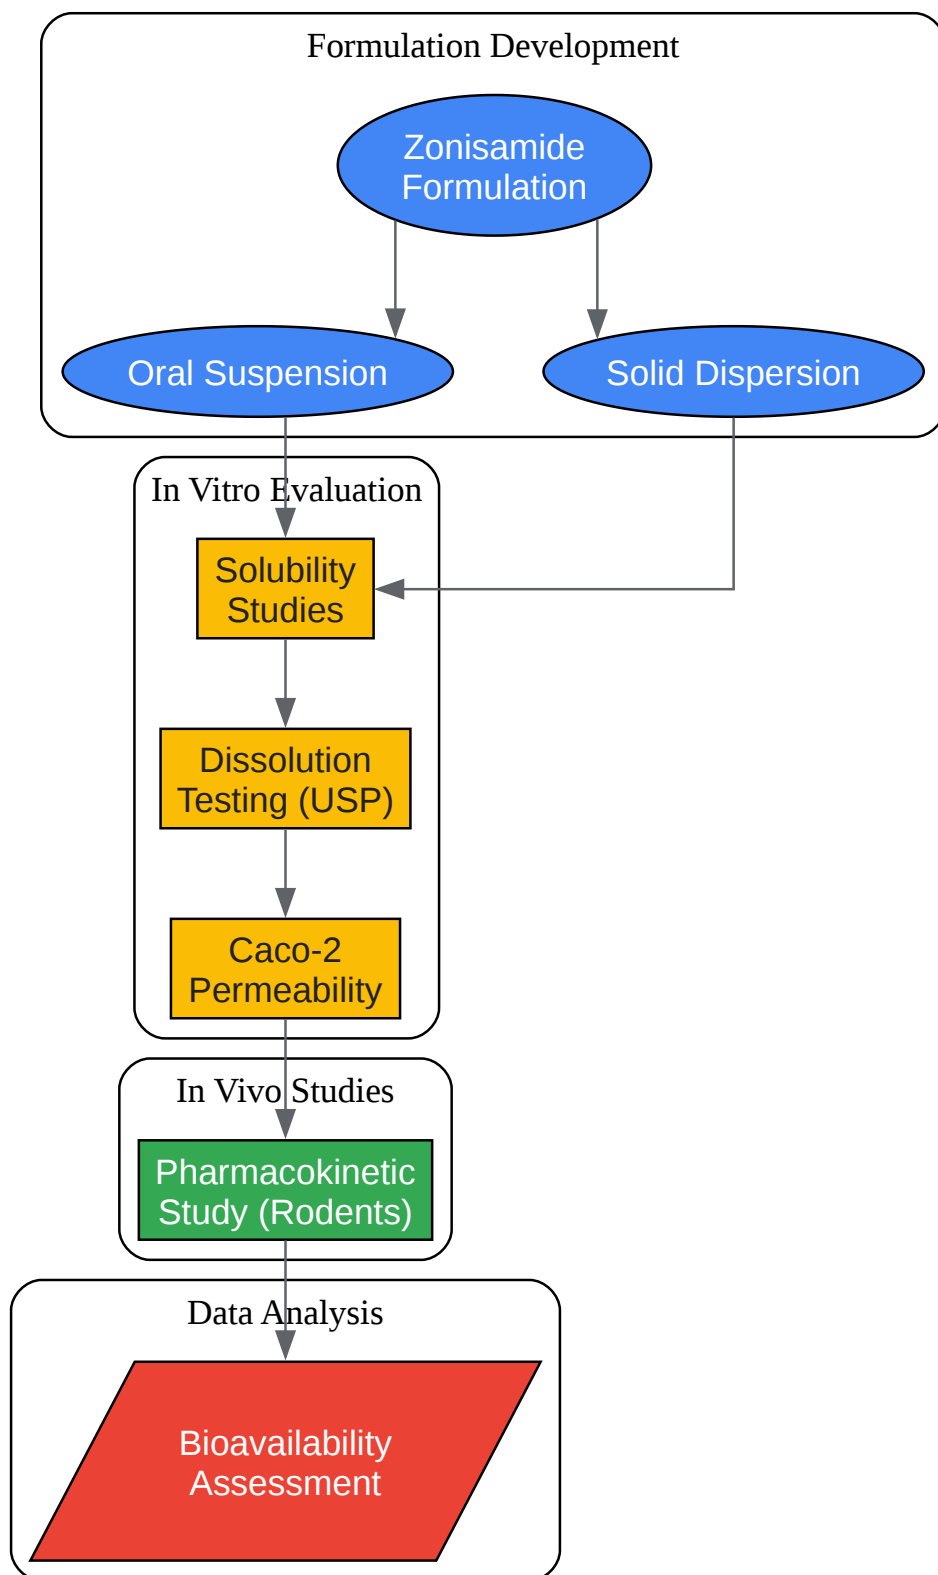 Formulation Development
Zonisamide
Formulation
Oral Suspension
Solid Dispersion
In Vitro Evaluation
Solubility
Studies
Dissolution
Testing (USP)
Caco-2
Permeability
In Vivo Studies
Pharmacokinetic
Study (Rodents)
Data Analysis
Bioavailability
Assessment